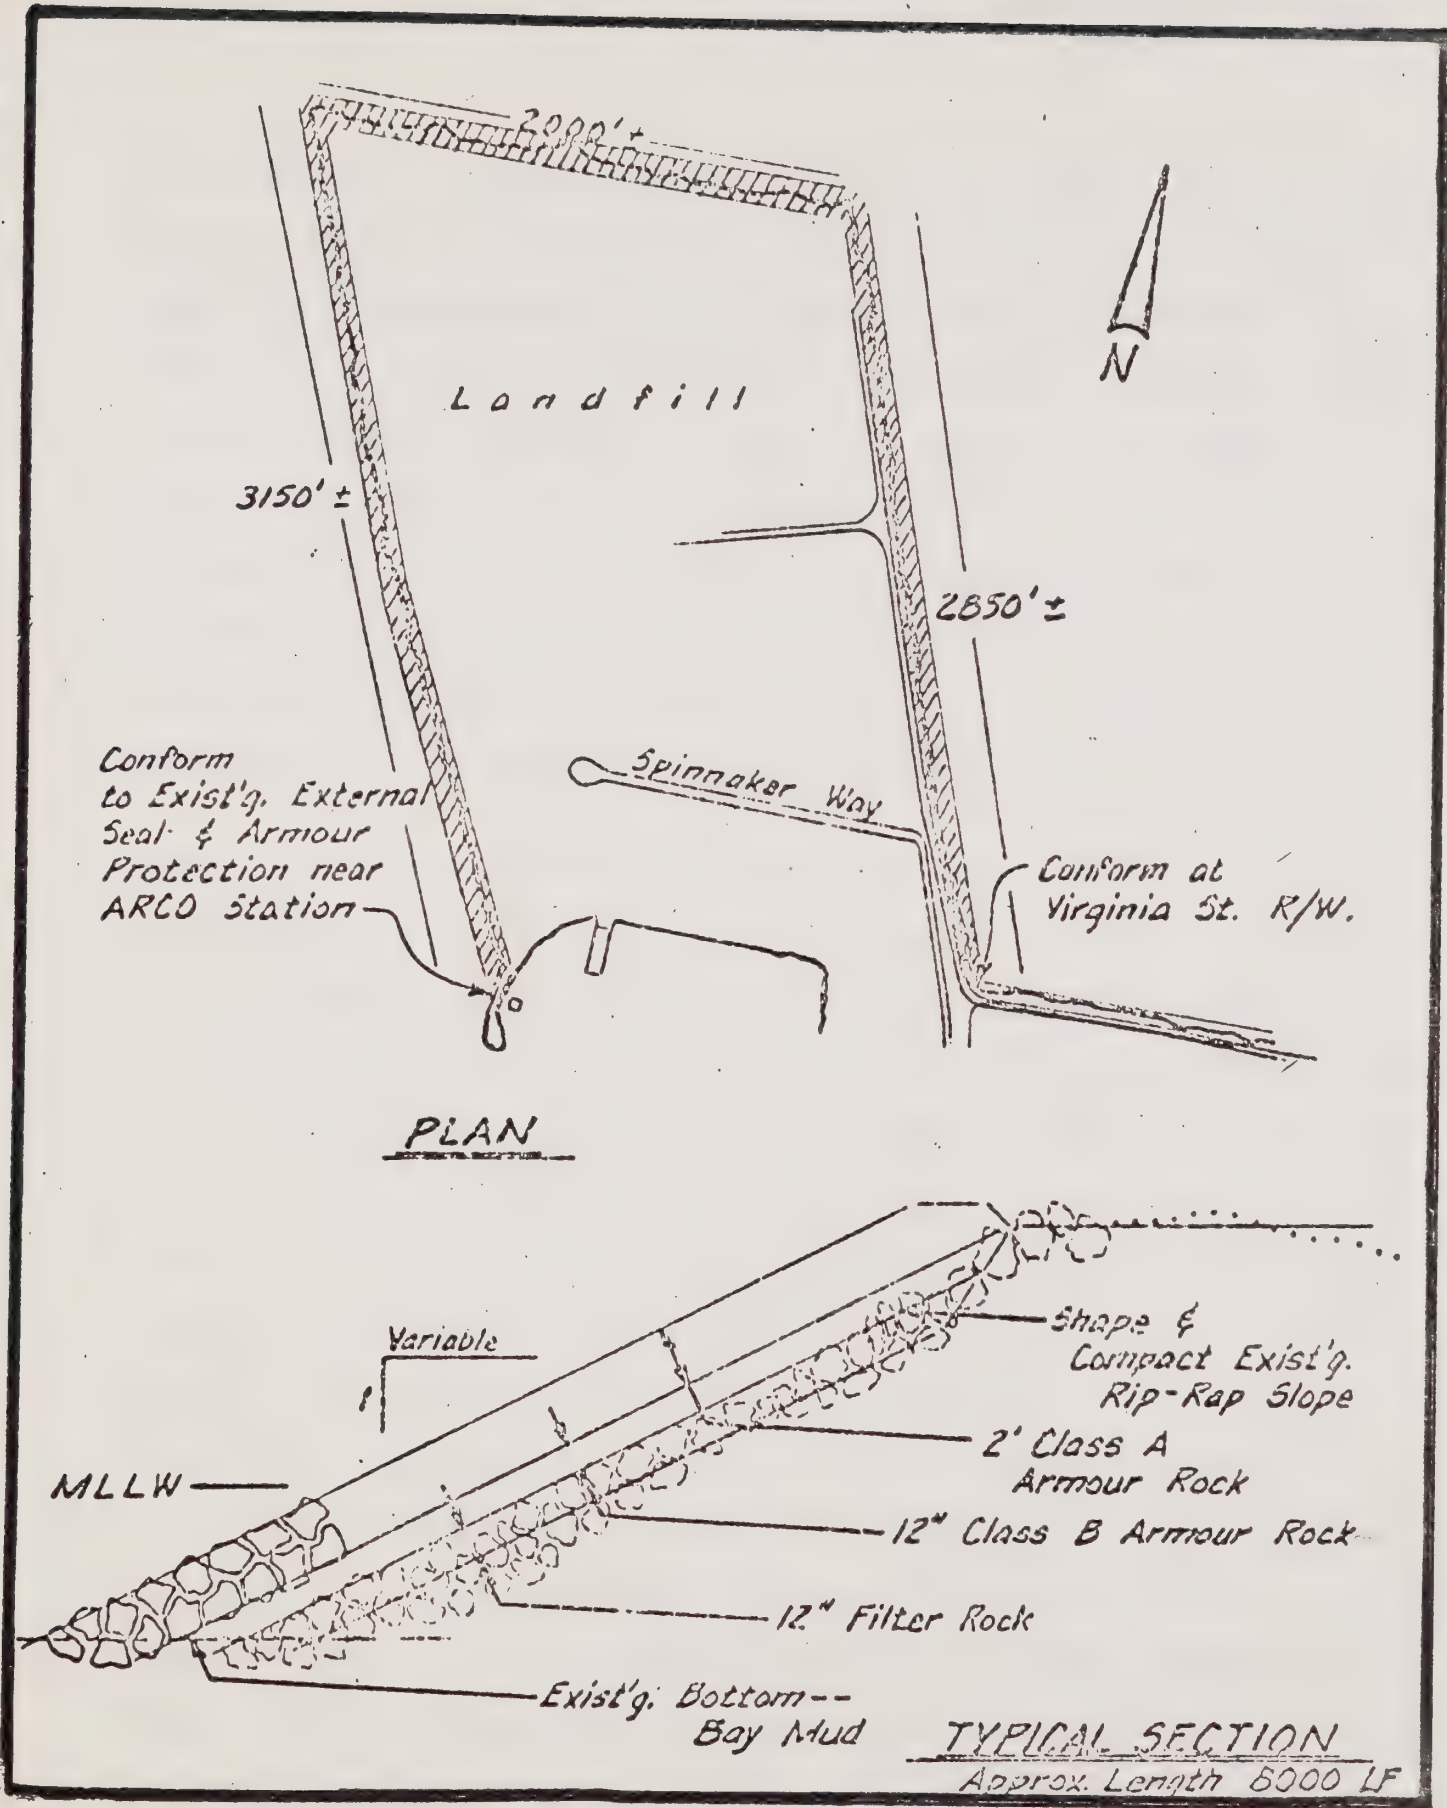 2000' ±
N
Landfill
3150' ±
2850' ±
Conform
to Exist'g. External
Seal & Armour
Protection near
ARCO Station
Spinnaker Way
Conform at
Virginia St. R/W.
PLAN
Variable
1
Shape &
Compact Exist'g.
Rip-Rap Slope
2' Class A
Armour Rock
MLLW
12" Class B Armour Rock
12" Filter Rock
Exist'g. Bottom--
Bay Mud
TYPICAL SECTION
Approx. Length 8000 LF